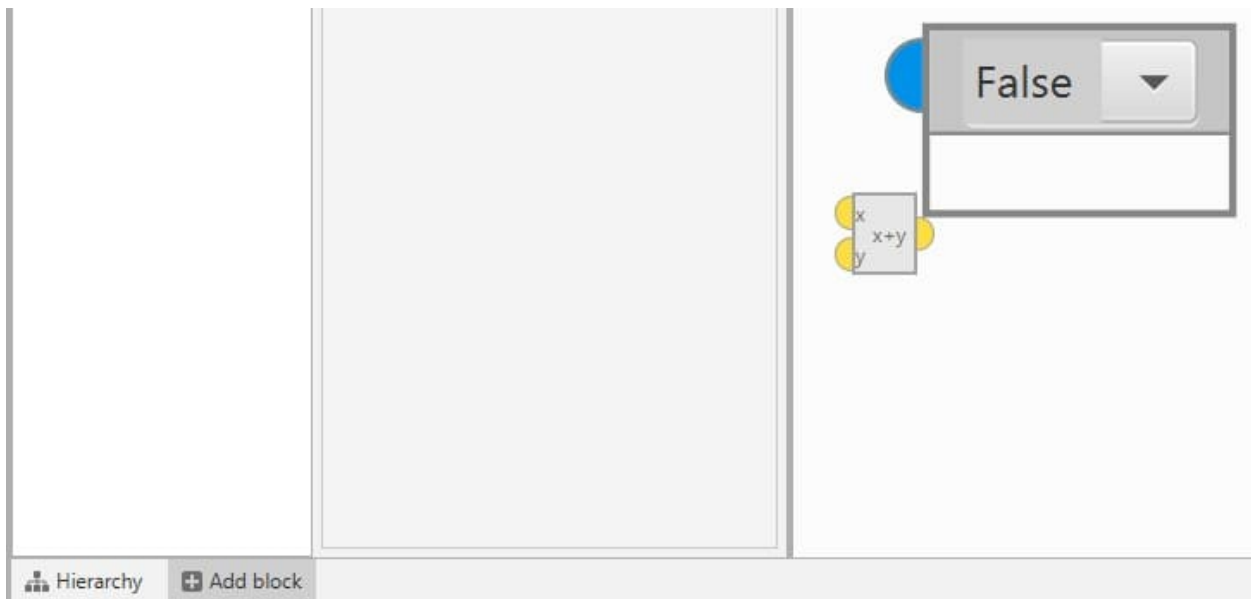 False
x
x+y
y
Hierarchy
Add block